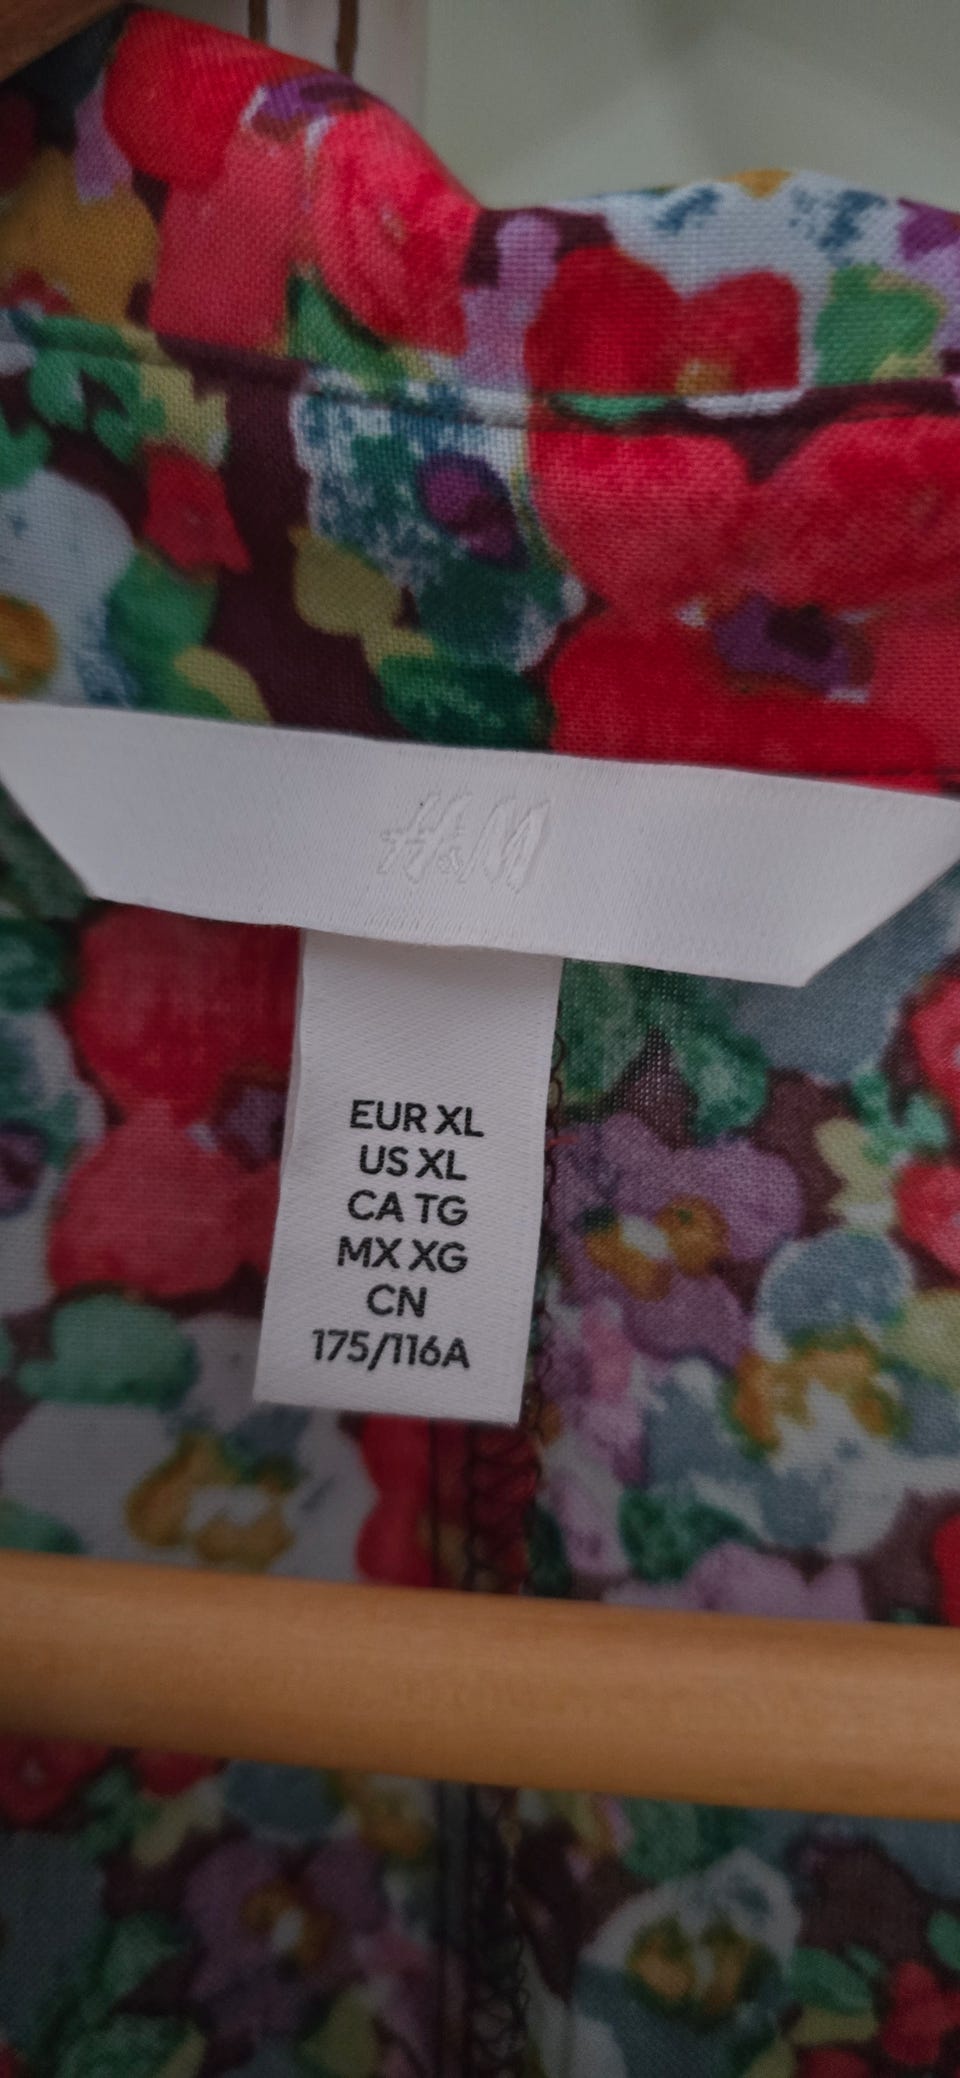 H&M
EUR XL
US XL
CA TG
MX XG
CN
175/116A